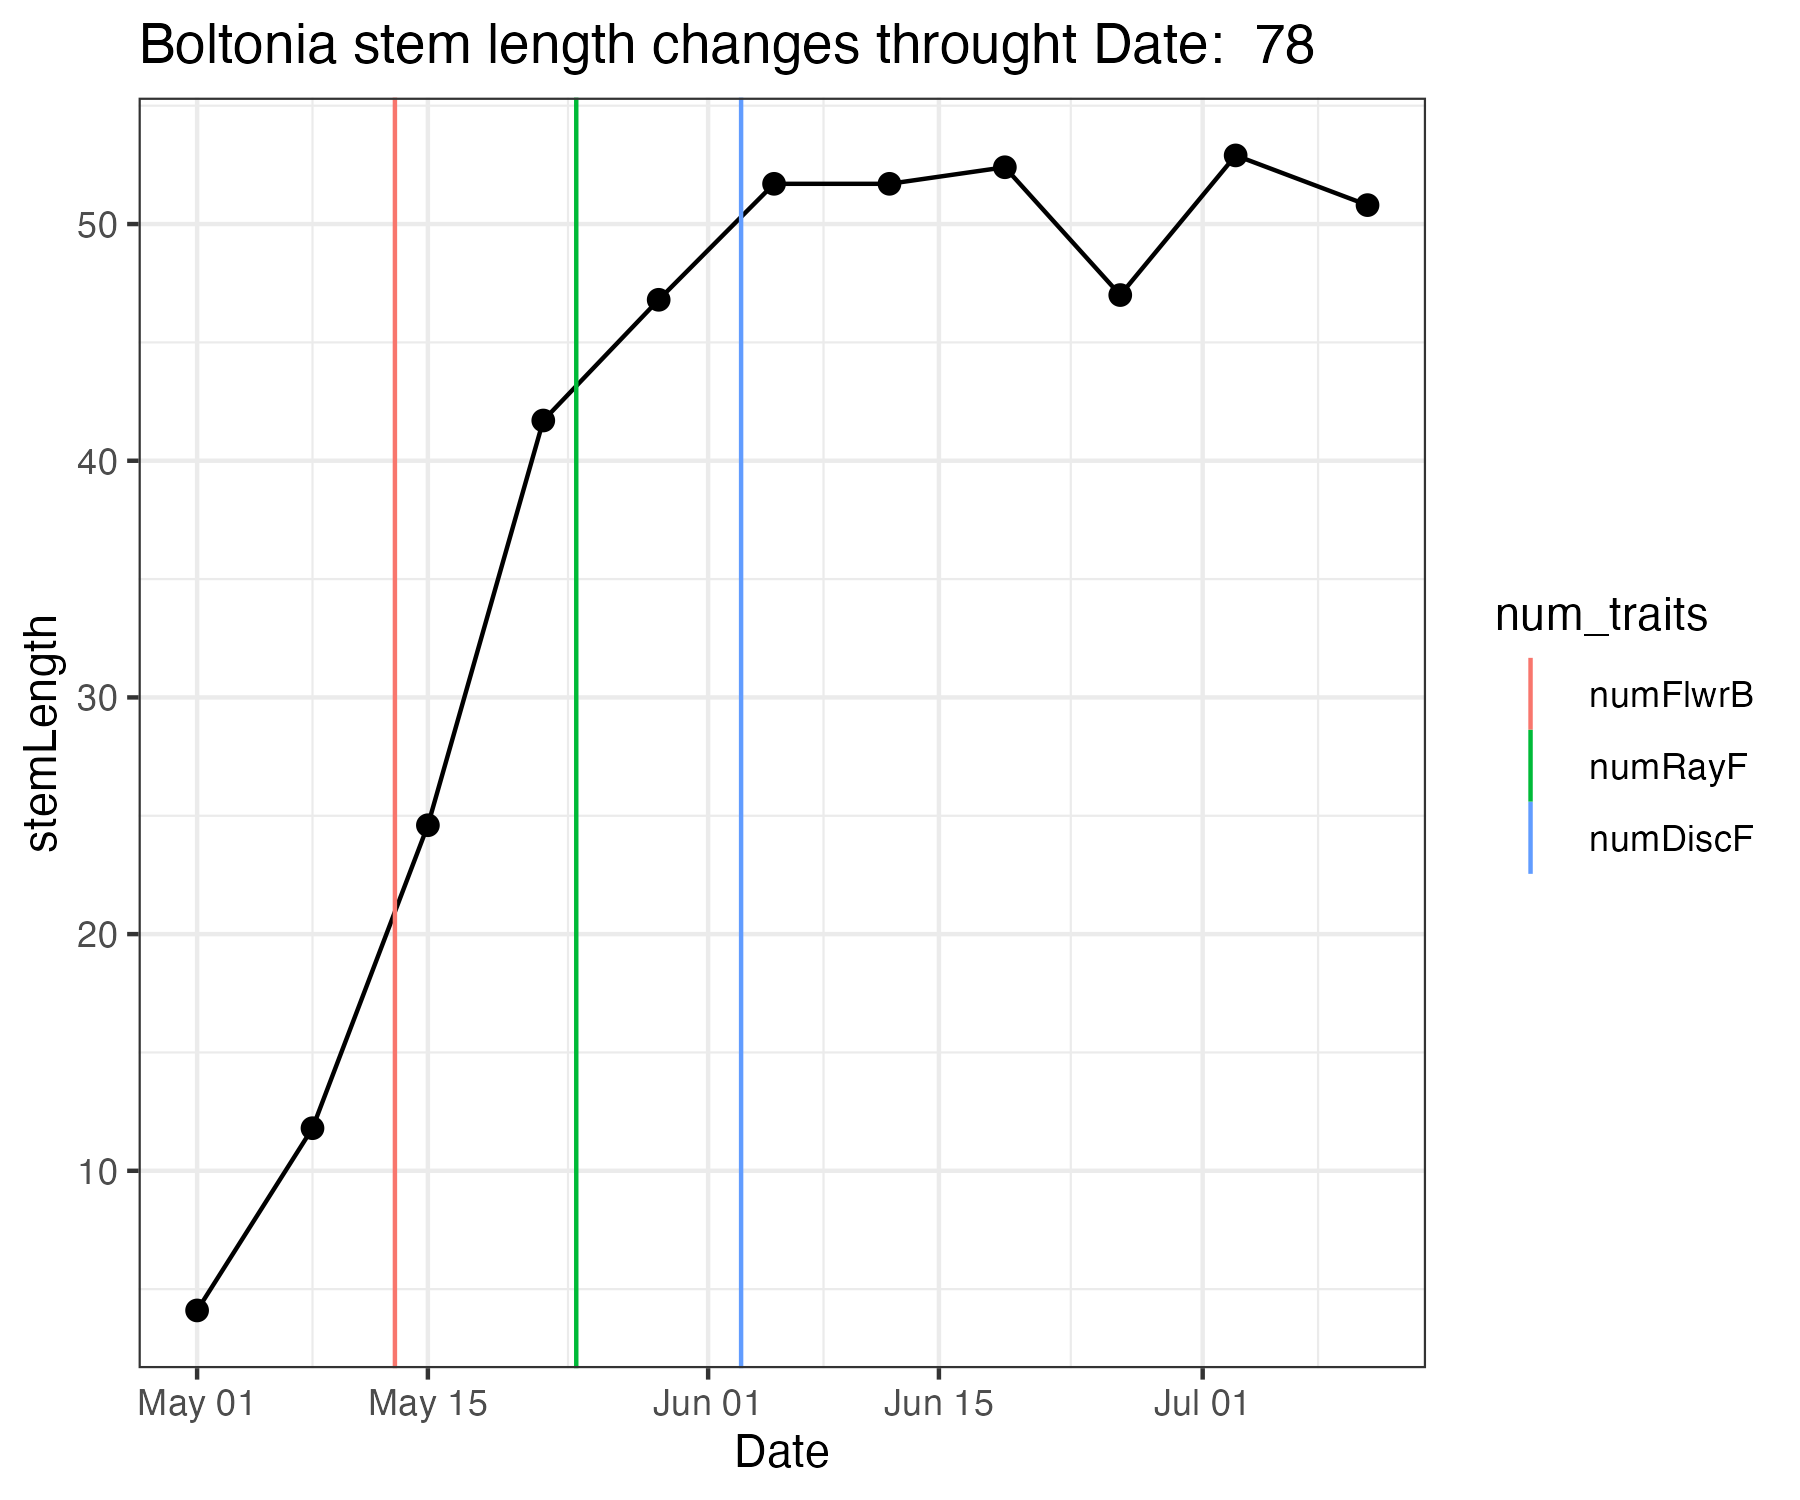 Boltonia stem length changes throught Date:  78
stemLength
50
40
30
20
10
May 01
May 15
Jun 01
Jun 15
Jul 01
Date
num_traits
numFlwrB
numRayF
numDiscF